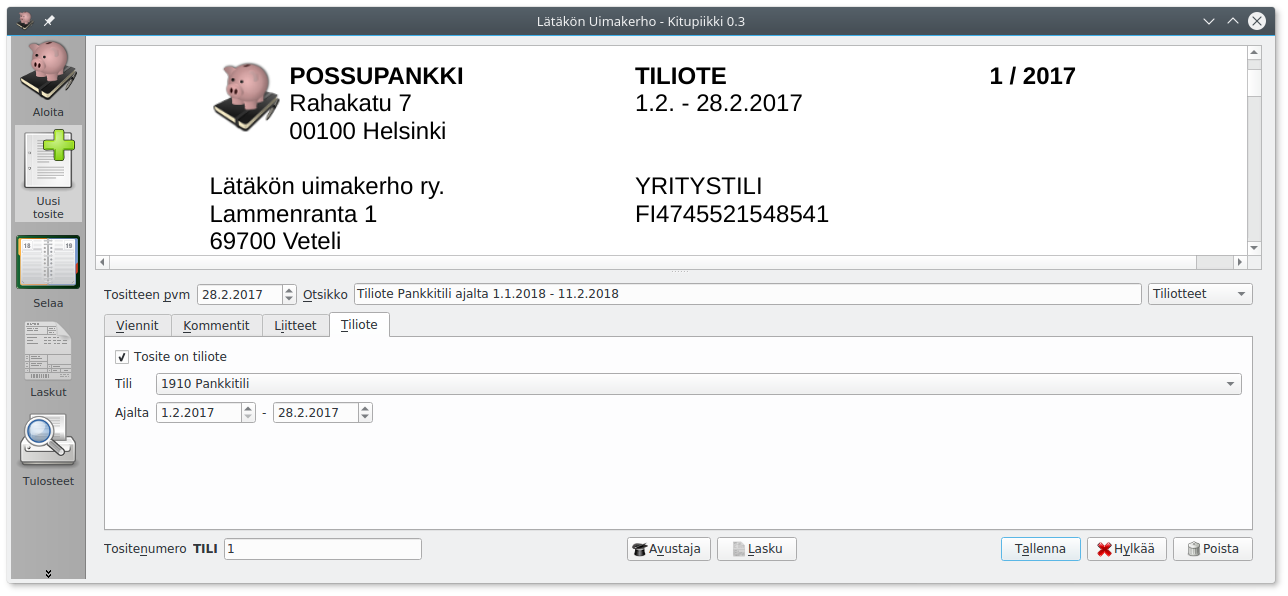 Lätäkön Uimakerho - Kitupiikki 0.3
Aloita
Uusi
tosite
18 19
Selaa
Laskut
Tulosteet
POSSUPANKKI TILIOTE 1 / 2017
Rahakatu 7 1.2. - 28.2.2017
00100 Helsinki
Lätäkön uimakerho ry. YRITYSTILI
Lammenranta 1 FI4745521548541
69700 Veteli
Tositteen pvm 28.2.2017 Otsikko Tiliote Pankkitili ajalta 1.1.2018 - 11.2.2018 Tiliotteet
Viennit Kommentit Liitteet Tiliote
Tosite on tiliote
Tili 1910 Pankkitili
Ajalta 1.2.2017 - 28.2.2017
Tositenumero TILI 1 Avustaja Lasku Tallenna Hylkää Poista